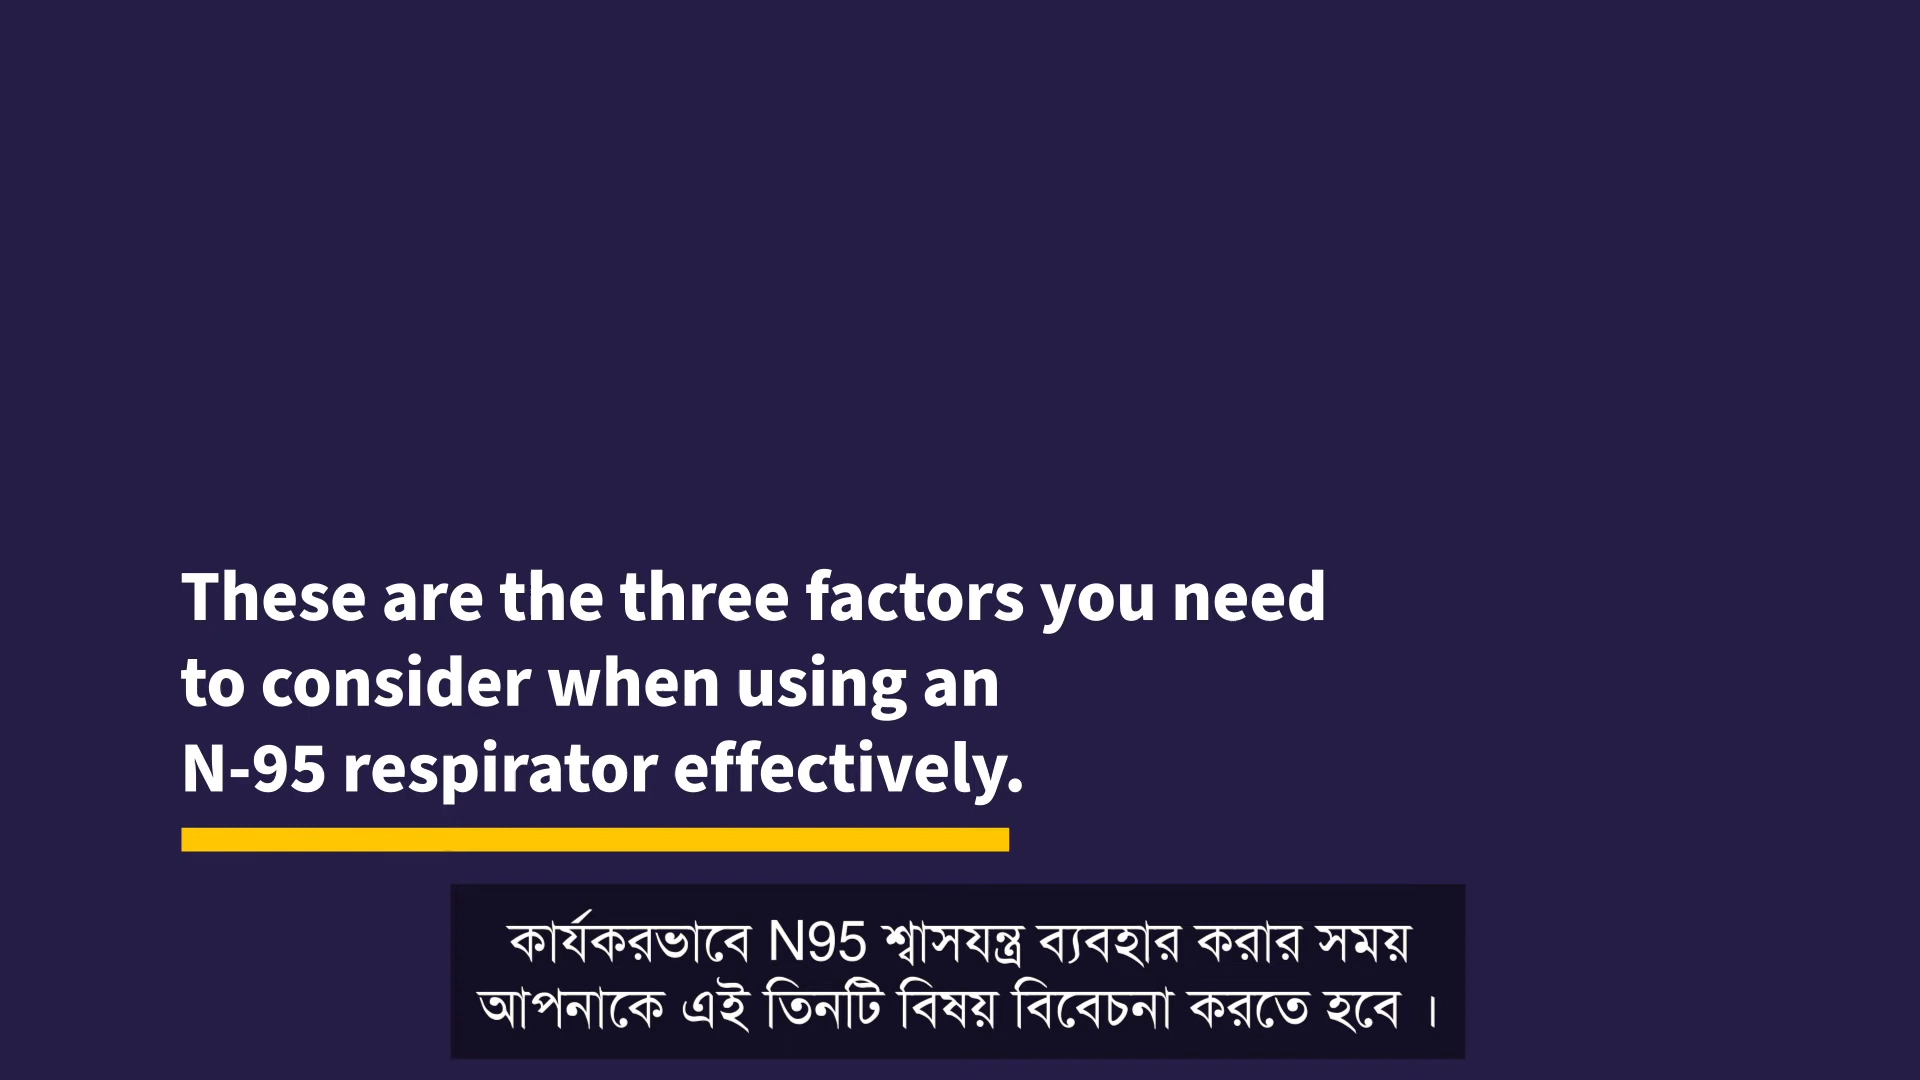 These are the three factors you need
to consider when using an
N-95 respirator effectively.
কার্যকরভাবে N95 শ্বাসযন্ত্র ব্যবহার করার সময়
আপনাকে এই তিনটি বিষয় বিবেচনা করতে হবে ।